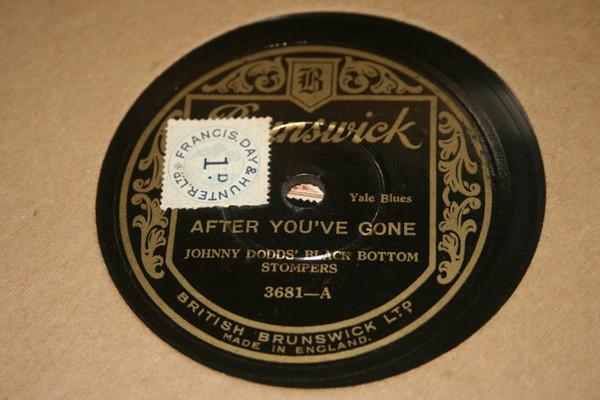 B
Brunswick
FRANCIS, DAY & HUNTER, LTD.
1.D
Yale Blues
AFTER YOU'VE GONE
JOHNNY DODDS' BLACK BOTTOM
STOMPERS
3681—A
BRITISH BRUNSWICK LTD
MADE IN ENGLAND.